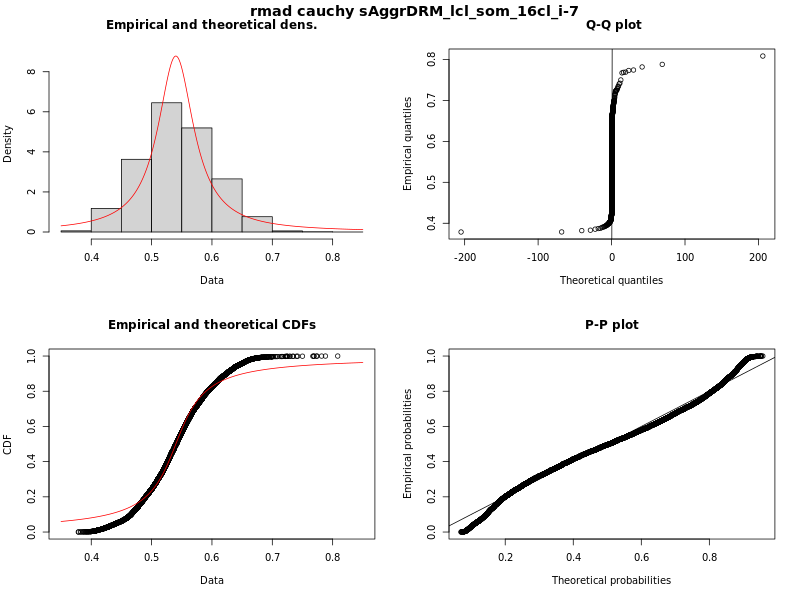 rmad cauchy sAggrDRM_lcl_som_16cl_i-7
Empirical and theoretical dens.
Density
0 2 4 6 8
0.4 0.5 0.6 0.7 0.8
Data
Q-Q plot
Empirical quantiles
0.4 0.5 0.6 0.7 0.8
-200 -100 0 100 200
Theoretical quantiles
Empirical and theoretical CDFs
CDF
0.0 0.2 0.4 0.6 0.8 1.0
0.4 0.5 0.6 0.7 0.8
Data
P-P plot
Empirical probabilities
0.0 0.2 0.4 0.6 0.8 1.0
0.2 0.4 0.6 0.8
Theoretical probabilities